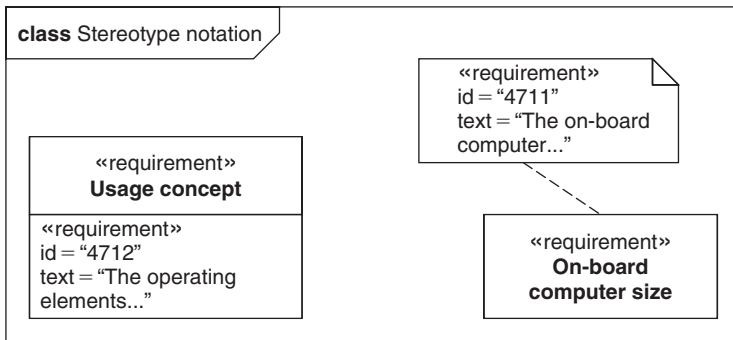 class Stereotype notation
«requirement»
id = “4711”
text = “The on-board
computer...”
«requirement»
Usage concept
«requirement»
id = “4712”
text = “The operating
elements...”
«requirement»
On-board
computer size